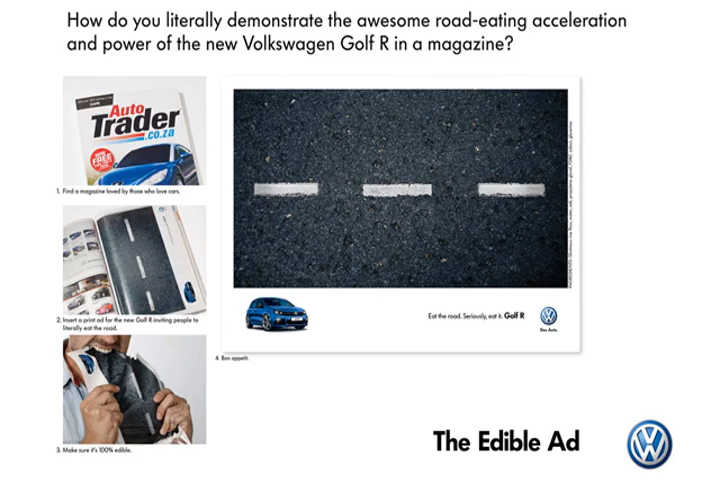 How do you literally demonstrate the awesome road-eating acceleration
and power of the new Volkswagen Golf R in a magazine?
Auto
Trader
.co.za
FREE
1. Find a magazine loved by those who love cars.
2. Insert a print ad for the new Golf R inviting people to
literally eat the road.
3. Make sure it's 100% edible.
Eat the road. Seriously, eat it. Golf R
Das Auto.
4. Bon appetit.
The Edible Ad